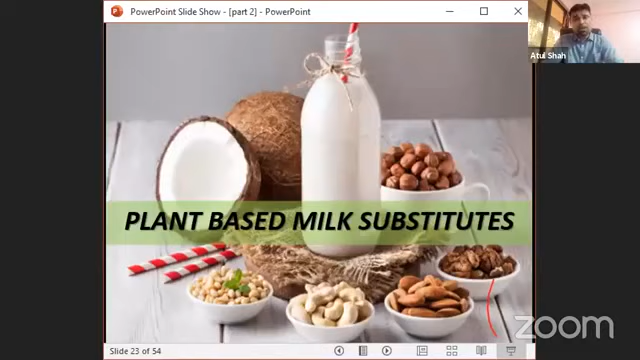 PowerPoint Slide Show - [part 2] - PowerPoint
Atul Shah
PLANT BASED MILK SUBSTITUTES
zoom
Slide 23 of 54